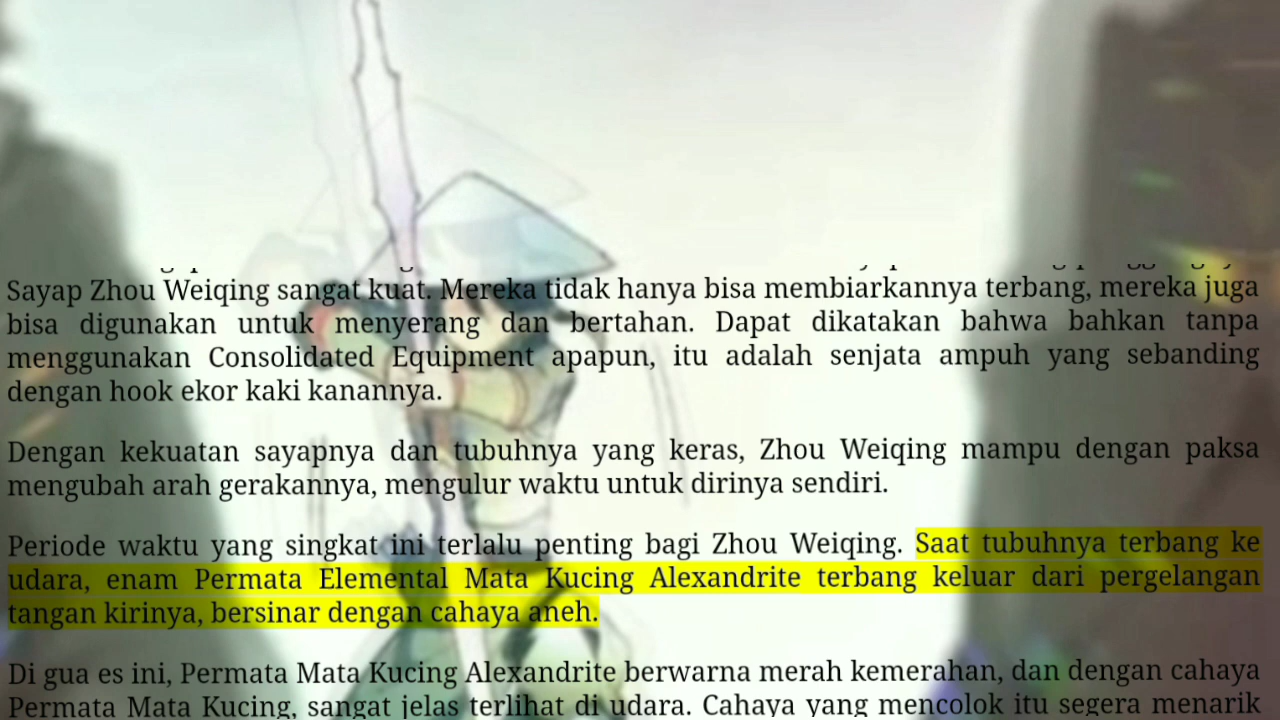 Sayap Zhou Weiqing sangat kuat. Mereka tidak hanya bisa membiarkannya terbang, mereka juga
bisa digunakan untuk menyerang dan bertahan. Dapat dikatakan bahwa bahkan tanpa
menggunakan Consolidated Equipment apapun, itu adalah senjata ampuh yang sebanding
dengan hook ekor kaki kanannya.
Dengan kekuatan sayapnya dan tubuhnya yang keras, Zhou Weiqing mampu dengan paksa
mengubah arah gerakannya, mengulur waktu untuk dirinya sendiri.
Periode waktu yang singkat ini terlalu penting bagi Zhou Weiqing. Saat tubuhnya terbang ke
udara, enam Permata Elemental Mata Kucing Alexandrite terbang keluar dari pergelangan
tangan kirinya, bersinar dengan cahaya aneh.
Di gua es ini, Permata Mata Kucing Alexandrite berwarna merah kemerahan, dan dengan cahaya
Permata Mata Kucing, sangat jelas terlihat di udara. Cahaya yang mencolok itu segera menarik